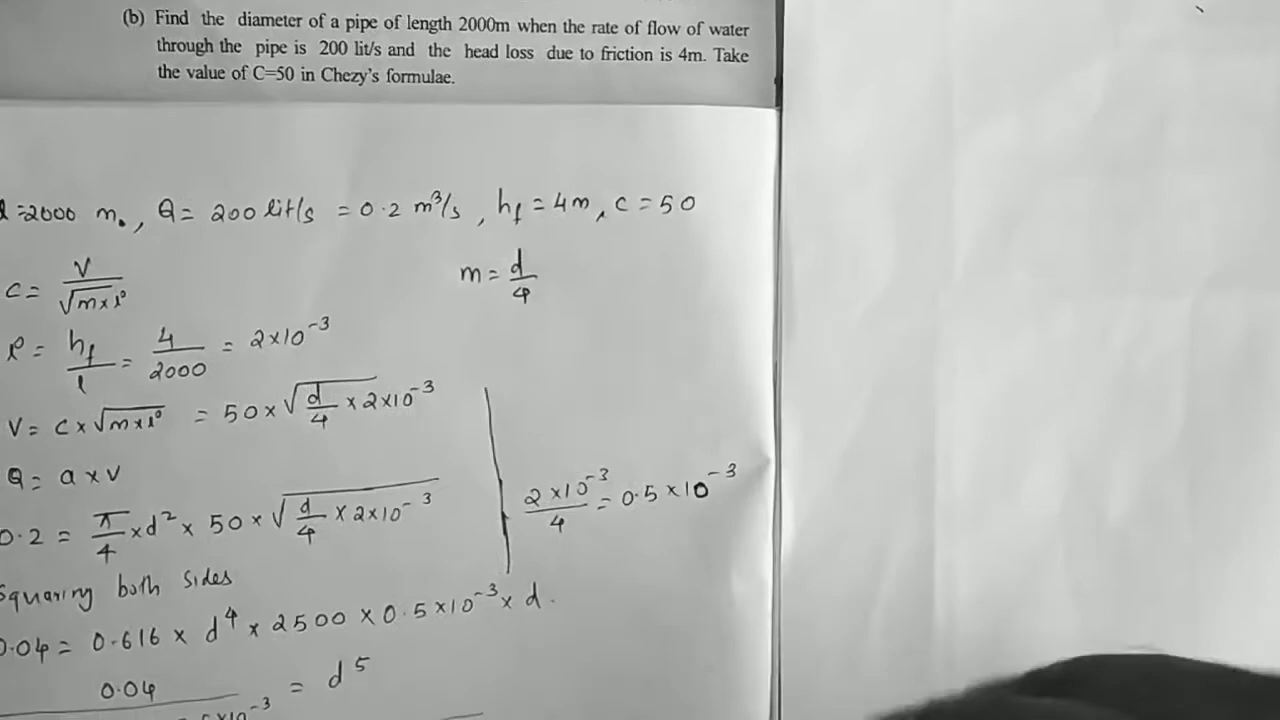 (b) Find the diameter of a pipe of length 2000m when the rate of flow of water
through the pipe is 200 lit/s and the head loss due to friction is 4m. Take
the value of C=50 in Chezy's formulae.
l=2000 m., Q = 200 lit/s = 0.2 m³/s, hf = 4m, c = 50
c = V/√m×i
m = d/4
i = hf/l = 4/2000 = 2×10⁻³
V = c×√m×i = 50×√d/4 × 2×10⁻³
Q = a×v
0.2 = π/4 ×d² × 50 × √d/4 × 2×10⁻³
2×10⁻³/4 = 0.5×10⁻³
Squaring both sides
0.04 = 0.616 × d⁴ × 2500 × 0.5×10⁻³ × d.
0.04 = d⁵
×10⁻³